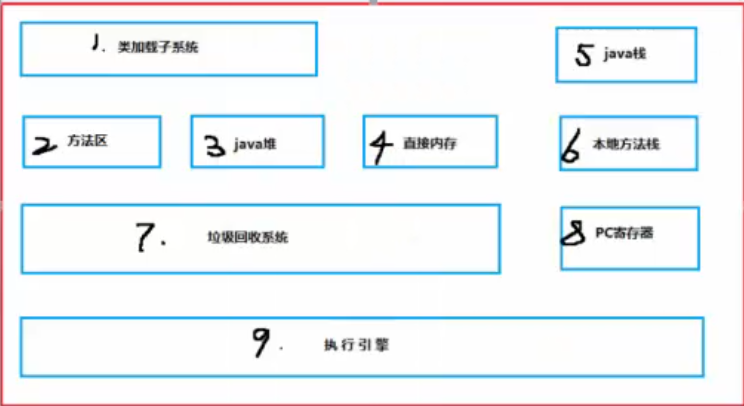 1. 类加载子系统
5 java栈
2 方法区
3 java堆
4 直接内存
6 本地方法栈
7. 垃圾回收系统
8 PC寄存器
9. 执行引擎